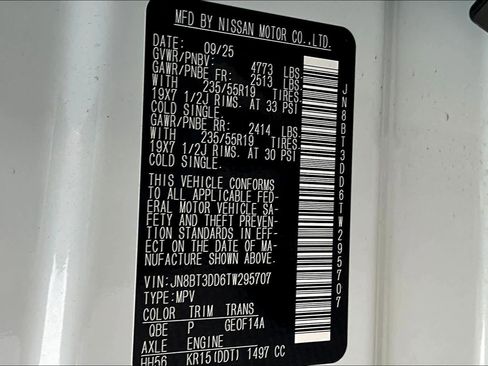 MFD BY NISSAN MOTOR CO.,LTD.
DATE: 09/25
GVWR/PNBV: 4773 LBS.
GAWR/PNBE FR: 2513 LBS.
WITH 235/55R19 TIRES.
19X7 1/2J RIMS. AT 33 PSI
COLD SINGLE.
GAWR/PNBE RR: 2414 LBS.
WITH 235/55R19 TIRES.
19X7 1/2J RIMS. AT 30 PSI
COLD SINGLE.
THIS VEHICLE CONFORMS
TO ALL APPLICABLE FED-
ERAL MOTOR VEHICLE SA-
FETY AND THEFT PREVEN-
TION STANDARDS IN EFF-
ECT ON THE DATE OF MA-
NUFACTURE SHOWN ABOVE.
VIN: JN8BT3DD6TW295707
TYPE: MPV
COLOR TRIM TRANS
QBE P GE0F14A
AXLE ENGINE
HH56 KR15(DDT) 1497 CC
JN8BT3DD6TW295707